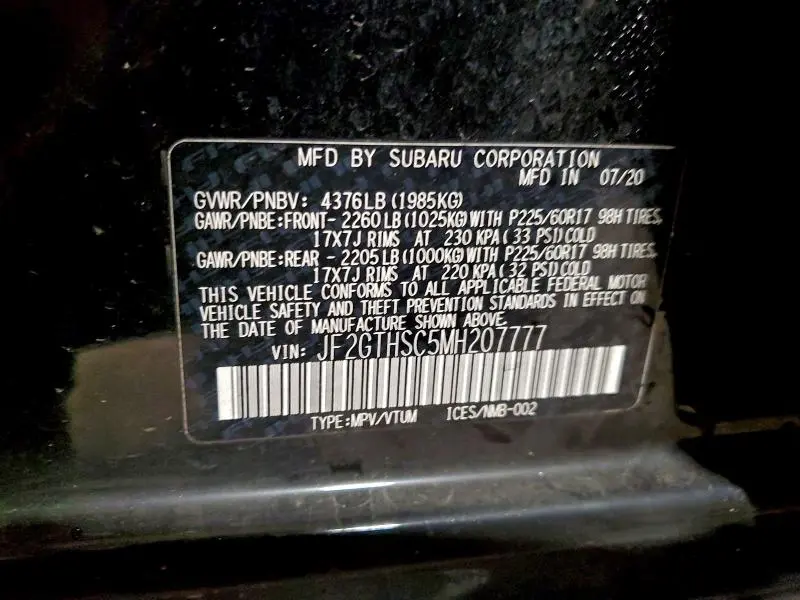 MFD BY SUBARU CORPORATION
MFD IN 07/20
GVWR/PNBV: 4376LB (1985KG)
GAWR/PNBE:FRONT- 2260LB (1025KG) WITH P225/60R17 98H TIRES,
17X7J RIMS AT 230 KPA ( 33 PSI) COLD
GAWR/PNBE:REAR - 2205LB (1000KG) WITH P225/60R17 98H TIRES,
17X7J RIMS AT 220 KPA ( 32 PSI) COLD
THIS VEHICLE CONFORMS TO ALL APPLICABLE FEDERAL MOTOR
VEHICLE SAFETY AND THEFT PREVENTION STANDARDS IN EFFECT ON
THE DATE OF MANUFACTURE SHOWN ABOVE.
VIN: JF2GTHSC5MH207777
TYPE:MPV/VTUM ICES/NMB-002